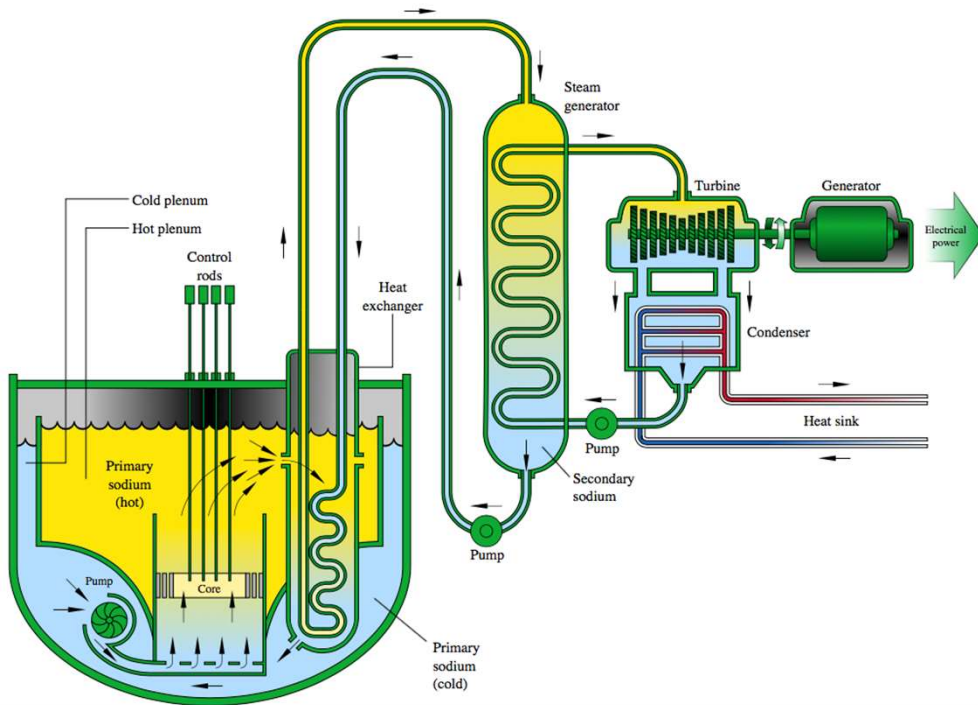 Steam
generator
Cold plenum
Hot plenum
Turbine
Generator
Electrical
power
Control
rods
Heat
exchanger
Condenser
Heat sink
Primary
sodium
(hot)
Pump
Secondary
sodium
Pump
Pump
Core
Primary
sodium
(cold)